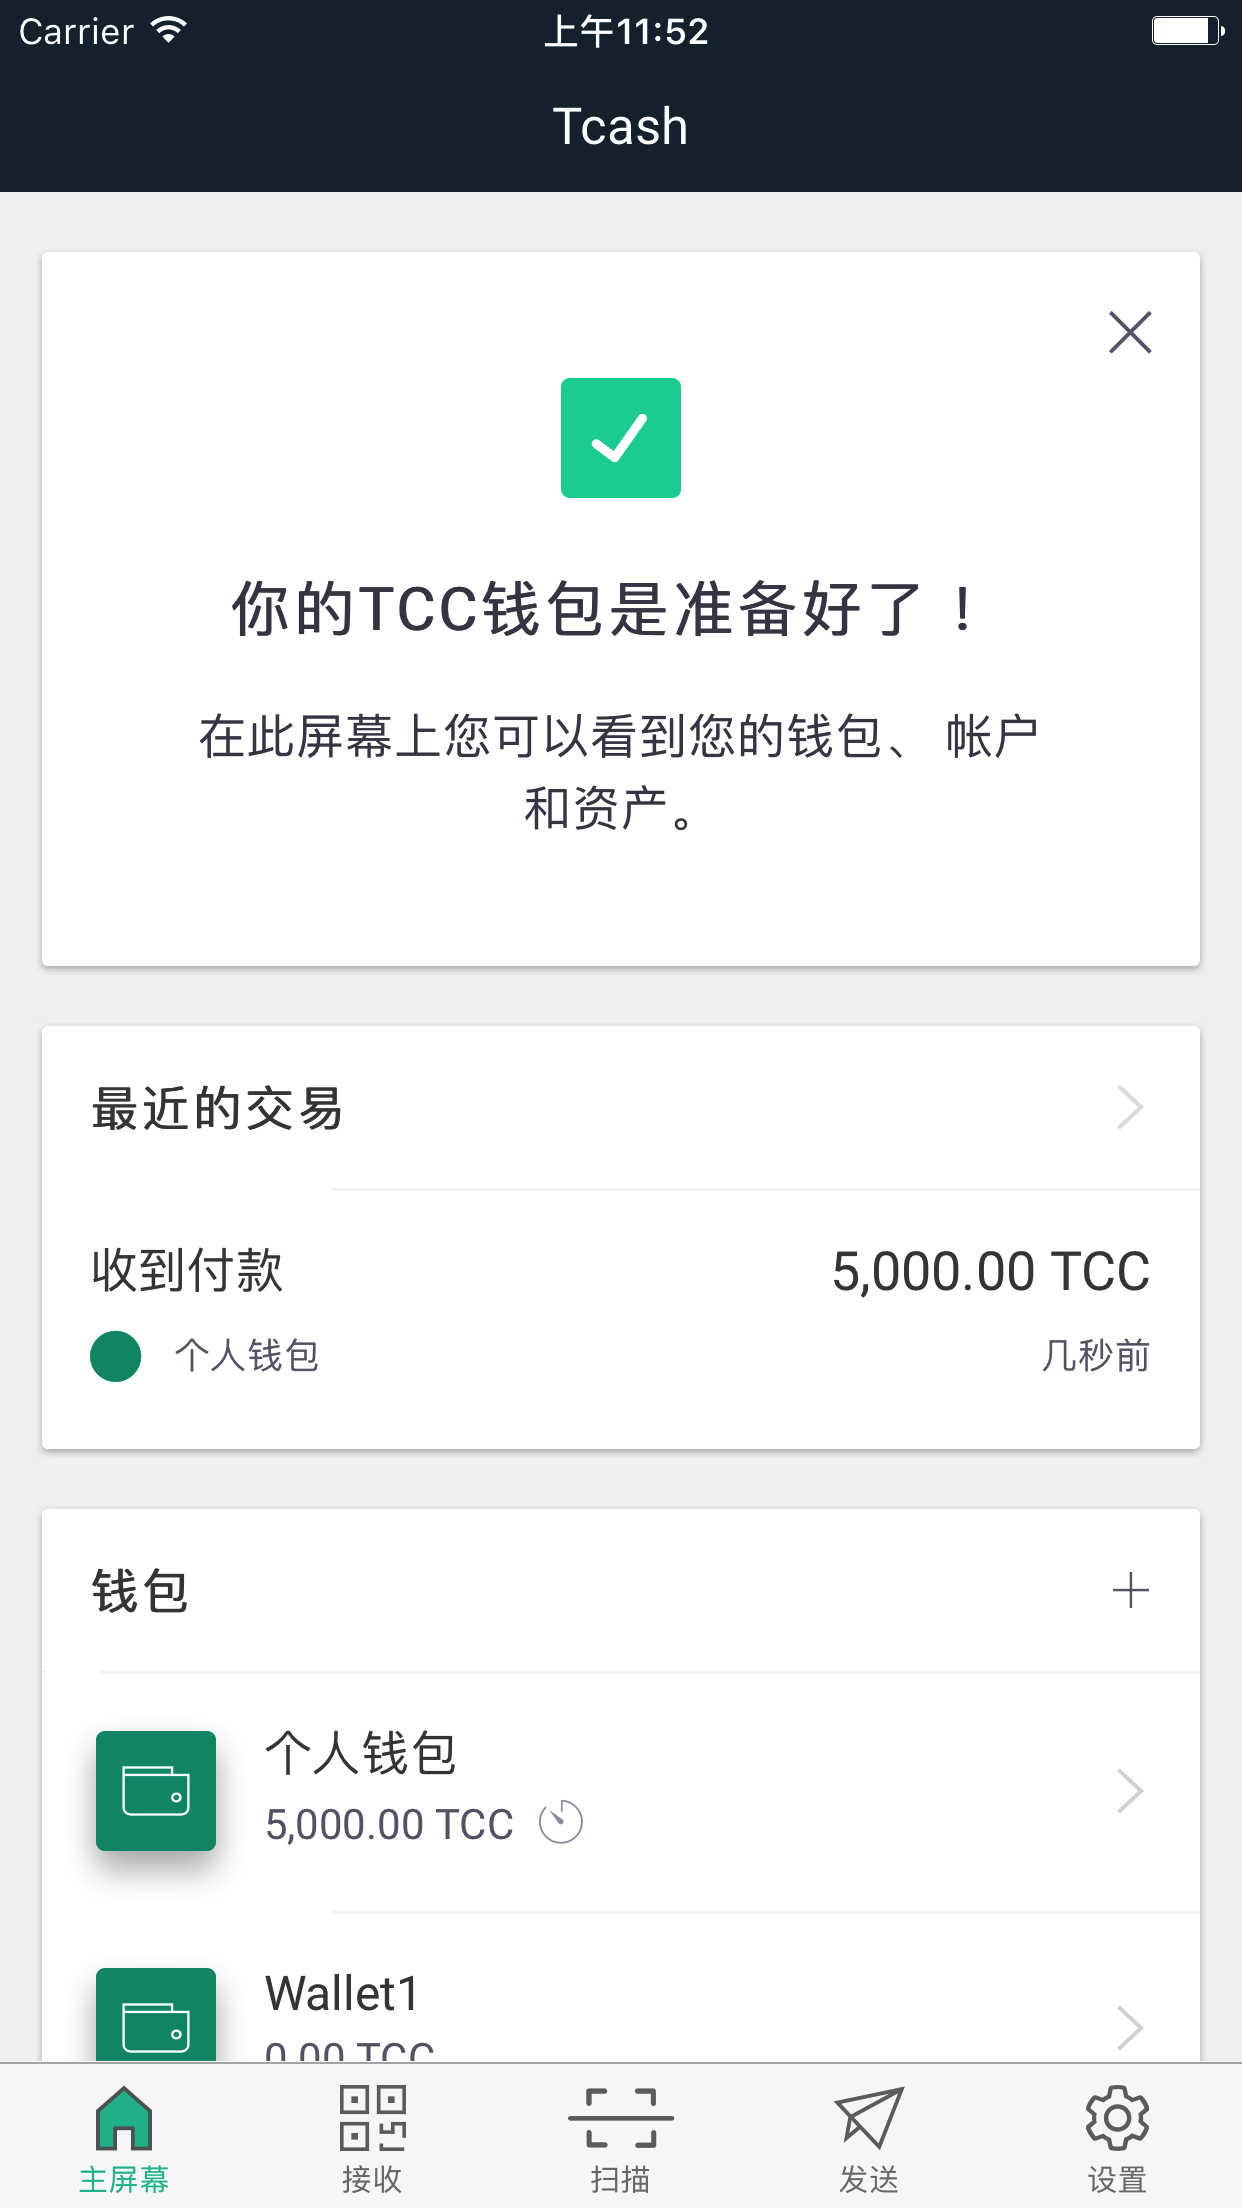 Carrier 上午11:52
Tcash
你的TCC钱包是准备好了！
在此屏幕上您可以看到您的钱包、 帐户
和资产。
最近的交易
收到付款 5,000.00 TCC
个人钱包 几秒前
钱包
个人钱包
5,000.00 TCC
Wallet1
0.00 TCC
主屏幕 接收 扫描 发送 设置